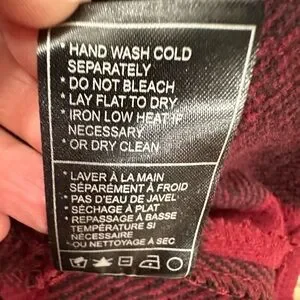 * HAND WASH COLD
SEPARATELY
* DO NOT BLEACH
* LAY FLAT TO DRY
* IRON LOW HEAT IF
NECESSARY
* OR DRY CLEAN
* LAVER À LA MAIN
SÉPARÉMENT À FROID
* PAS D'EAU DE JAVEL
* SÉCHAGE À PLAT
* REPASSAGE À BASSE
TEMPÉRATURE SI
NÉCESSAIRE
* OU NETTOYAGE À SEC